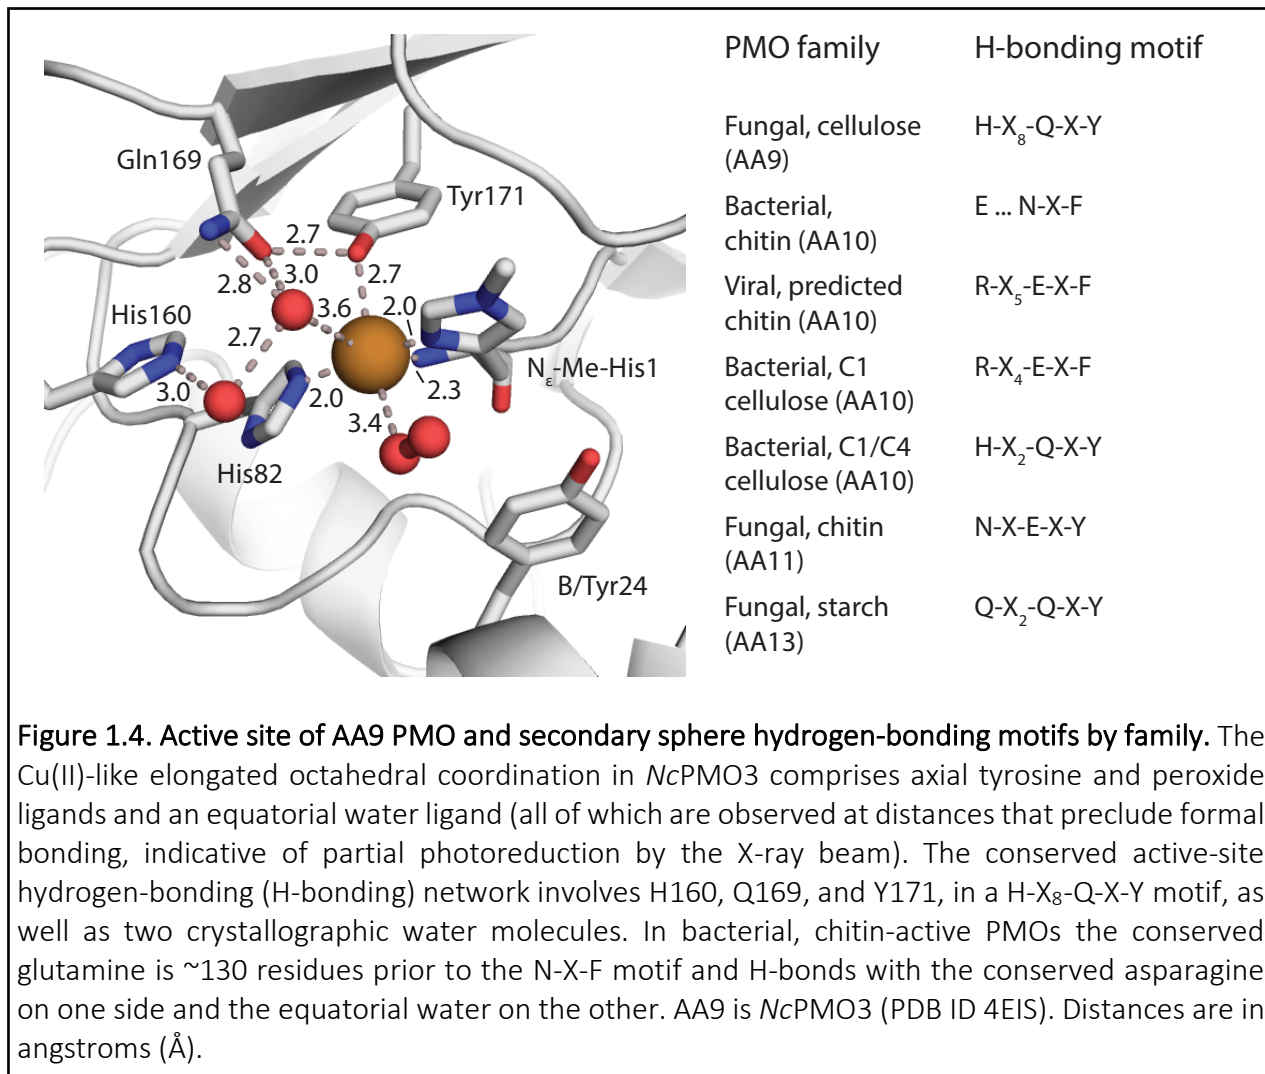 PMO family
H-bonding motif
Fungal, cellulose
(AA9)
H-X₈-Q-X-Y
Bacterial,
chitin (AA10)
E ... N-X-F
Viral, predicted
chitin (AA10)
R-X₅-E-X-F
Bacterial, C1
cellulose (AA10)
R-X₄-E-X-F
Bacterial, C1/C4
cellulose (AA10)
H-X₂-Q-X-Y
Fungal, chitin
(AA11)
N-X-E-X-Y
Fungal, starch
(AA13)
Q-X₂-Q-X-Y
Gln169
Tyr171
2.7
2.8
3.0
2.7
His160
3.6
2.0
2.7
Nε-Me-His1
3.0
2.0
2.3
3.4
His82
B/Tyr24
Figure 1.4. Active site of AA9 PMO and secondary sphere hydrogen-bonding motifs by family. The
Cu(II)-like elongated octahedral coordination in NcPMO3 comprises axial tyrosine and peroxide
ligands and an equatorial water ligand (all of which are observed at distances that preclude formal
bonding, indicative of partial photoreduction by the X-ray beam). The conserved active-site
hydrogen-bonding (H-bonding) network involves H160, Q169, and Y171, in a H-X₈-Q-X-Y motif, as
well as two crystallographic water molecules. In bacterial, chitin-active PMOs the conserved
glutamine is ~130 residues prior to the N-X-F motif and H-bonds with the conserved asparagine
on one side and the equatorial water on the other. AA9 is NcPMO3 (PDB ID 4EIS). Distances are in
angstroms (Å).